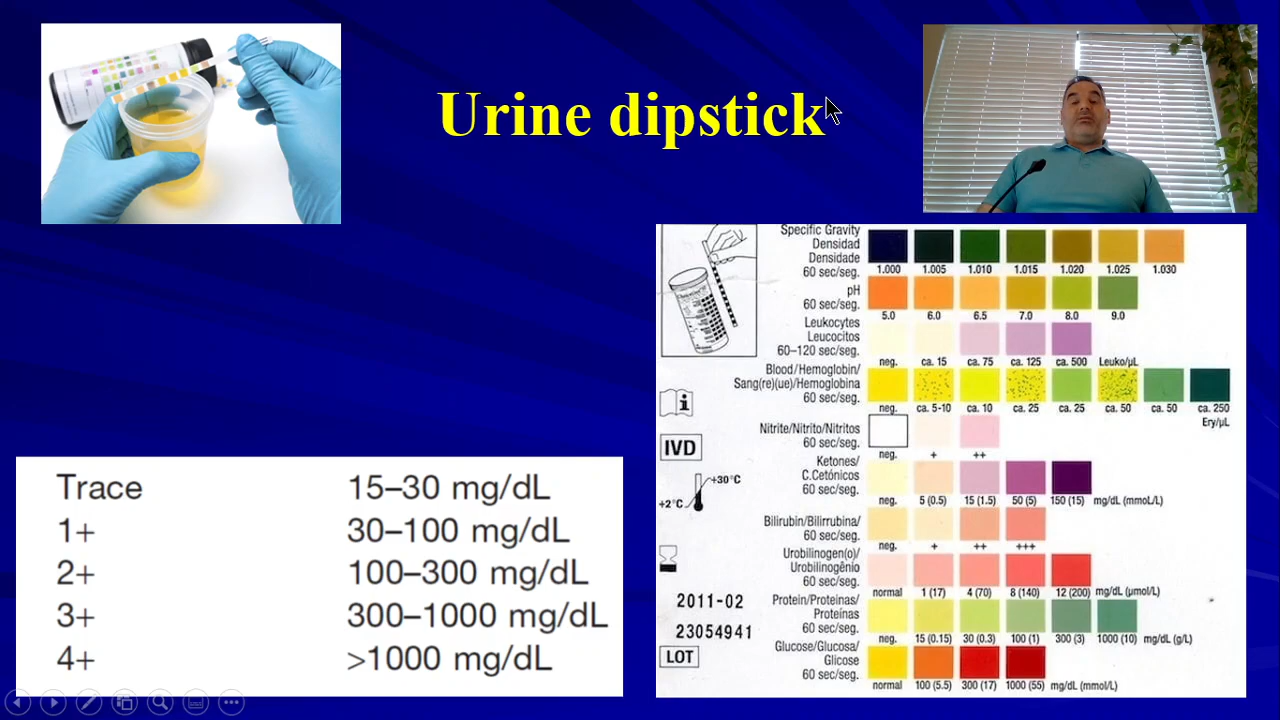 Urine dipstick
Trace 15–30 mg/dL
1+ 30–100 mg/dL
2+ 100–300 mg/dL
3+ 300–1000 mg/dL
4+ >1000 mg/dL
Specific Gravity
Densidad
Densidade
60 sec/seg.
1.000 1.005 1.010 1.015 1.020 1.025 1.030
pH
60 sec/seg.
5.0 6.0 6.5 7.0 8.0 9.0
Leukocytes
Leucocitos
60–120 sec/seg.
neg. ca. 15 ca. 75 ca. 125 ca. 500 Leuko/µL
Blood/Hemoglobin/
Sang(re)(ue)/Hemoglobina
60 sec/seg.
neg. ca. 5-10 ca. 10 ca. 25 ca. 25 ca. 50 ca. 50 ca. 250
Ery/µL
Nitrite/Nitrito/Nitritos
60 sec/seg.
neg. + ++
Ketones/
C.Cetónicos
60 sec/seg.
neg. 5 (0.5) 15 (1.5) 50 (5) 150 (15) mg/dL (mmoL/L)
Bilirubin/Bilirrubina/
60 sec/seg.
neg. + ++ +++
Urobilinogen(o)/
Urobilinogênio
60 sec/seg.
normal 1 (17) 4 (70) 8 (140) 12 (200) mg/dL (µmol/L)
Protein/Proteinas/
Proteínas
60 sec/seg.
neg. 15 (0.15) 30 (0.3) 100 (1) 300 (3) 1000 (10) mg/dL (g/L)
Glucose/Glucosa/
Glicose
60 sec/seg.
normal 100 (5.5) 300 (17) 1000 (55) mg/dL (mmol/L)
i
IVD
+30°C
+2°C
2011-02
23054941
LOT